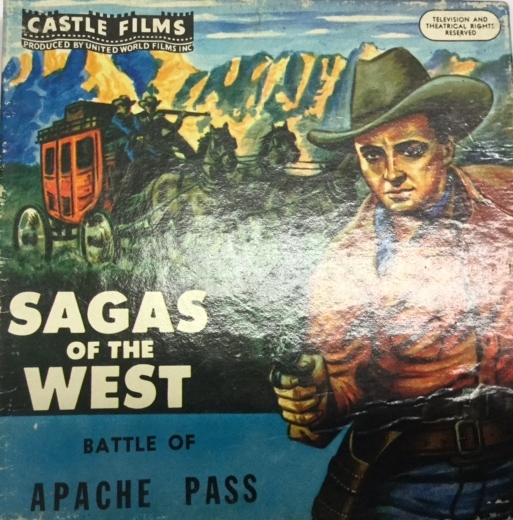 CASTLE FILMS
PRODUCED BY UNITED WORLD FILMS INC
TELEVISION AND
THEATRICAL RIGHTS
RESERVED
SAGAS
OF THE
WEST
BATTLE OF
APACHE PASS